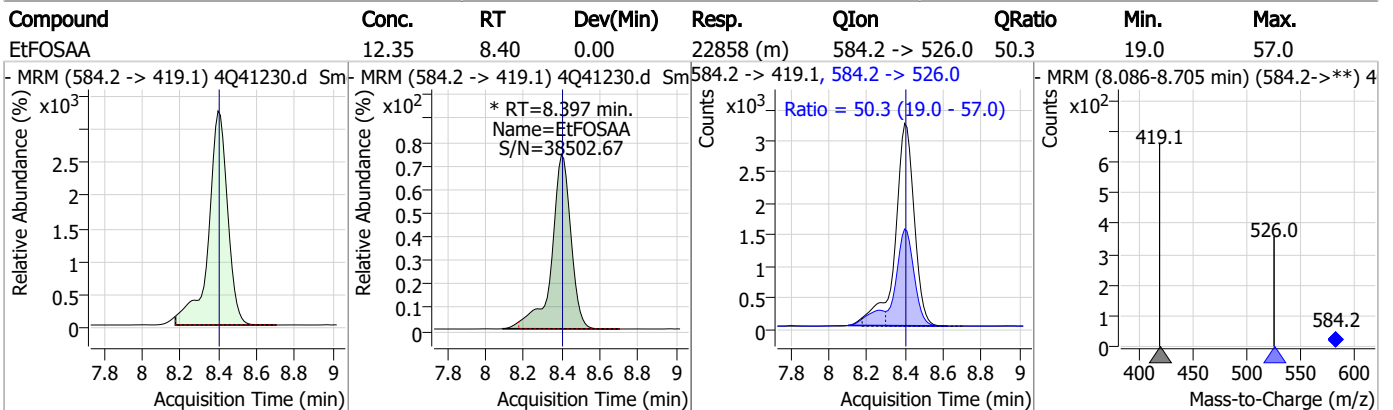 Compound Conc. RT Dev(Min) Resp. QIon QRatio Min. Max.
EtFOSAA 12.35 8.40 0.00 22858 (m) 584.2 -> 526.0 50.3 19.0 57.0
- MRM (584.2 -> 419.1) 4Q41230.d Sm
x10³
Relative Abundance (%)
2.5
2
1.5
1
0.5
0
7.8 8 8.2 8.4 8.6 8.8 9
Acquisition Time (min)
- MRM (584.2 -> 419.1) 4Q41230.d Sm
x10²
* RT=8.397 min.
Name=EtFOSAA
S/N=38502.67
Relative Abundance (%)
0.8
0.7
0.6
0.5
0.4
0.3
0.2
0.1
0
7.8 8 8.2 8.4 8.6 8.8 9
Acquisition Time (min)
584.2 -> 419.1, 584.2 -> 526.0
x10³
Ratio = 50.3 (19.0 - 57.0)
Counts
3
2.5
2
1.5
1
0.5
0
7.8 8 8.2 8.4 8.6 8.8 9
Acquisition Time (min)
- MRM (8.086-8.705 min) (584.2->**) 4
x10²
Counts
419.1
526.0
584.2
6
5
4
3
2
1
0
400 450 500 550 600
Mass-to-Charge (m/z)